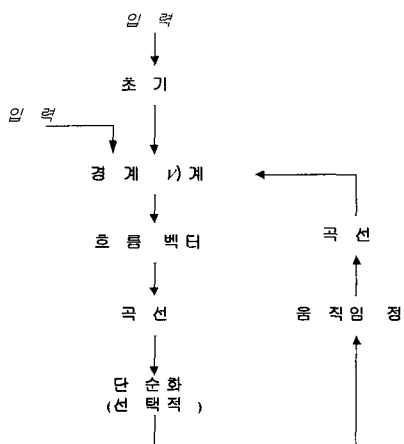 입 력
초 기
입 력
경 계 ν) 계
흐 름 벡 터
곡 선
곡 선
움 직임 정
단 순화
(선 택적 )